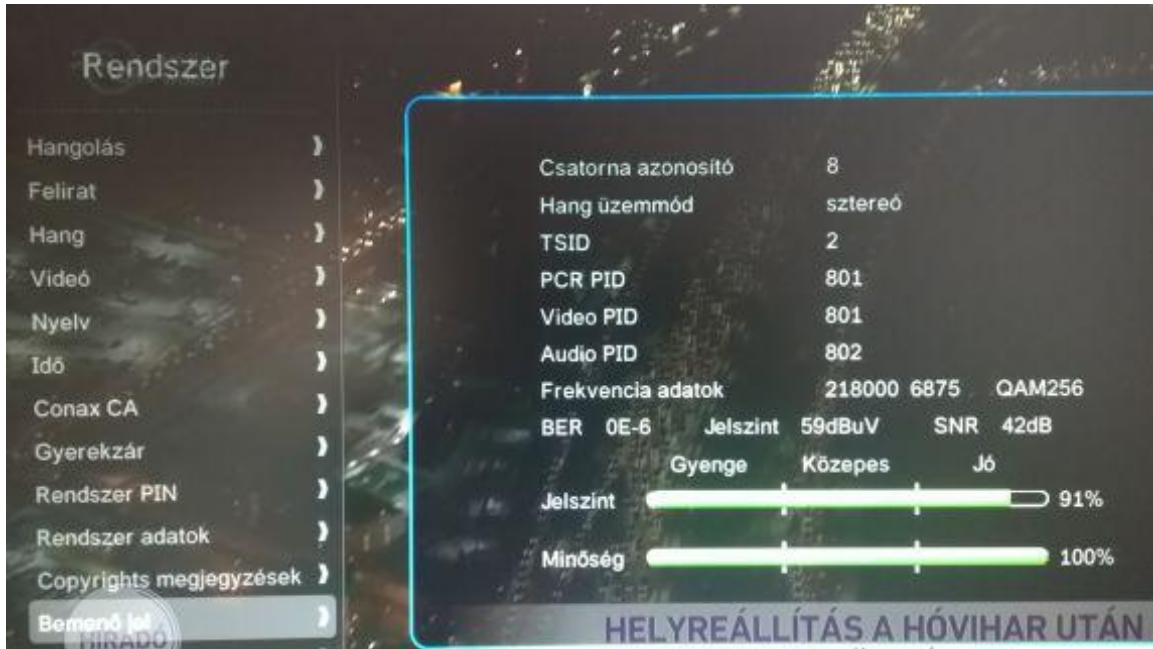 Rendszer
Hangolás
Felirat
Hang
Videó
Nyelv
Idő
Conax CA
Gyerekzár
Rendszer PIN
Rendszer adatok
Copyrights megjegyzések
Bemenő jel
HÍRADÓ
Csatorna azonosító 8
Hang üzemmód sztereó
TSID 2
PCR PID 801
Video PID 801
Audio PID 802
Frekvencia adatok 218000 6875 QAM256
BER 0E-6 Jelszint 59dBuV SNR 42dB
Gyenge Közepes Jó
Jelszint 91%
Minőség 100%
HELYREÁLLÍTÁS A HÓVIHAR UTÁN